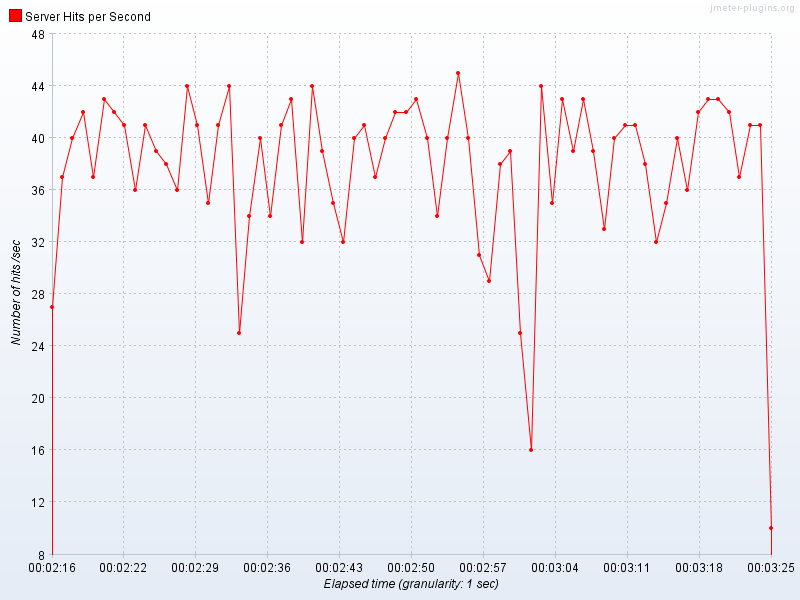 Server Hits per Second
jmeter-plugins.org
48
44
40
36
32
28
24
20
16
12
8
Number of hits /sec
00:02:16 00:02:22 00:02:29 00:02:36 00:02:43 00:02:50 00:02:57 00:03:04 00:03:11 00:03:18 00:03:25
Elapsed time (granularity: 1 sec)